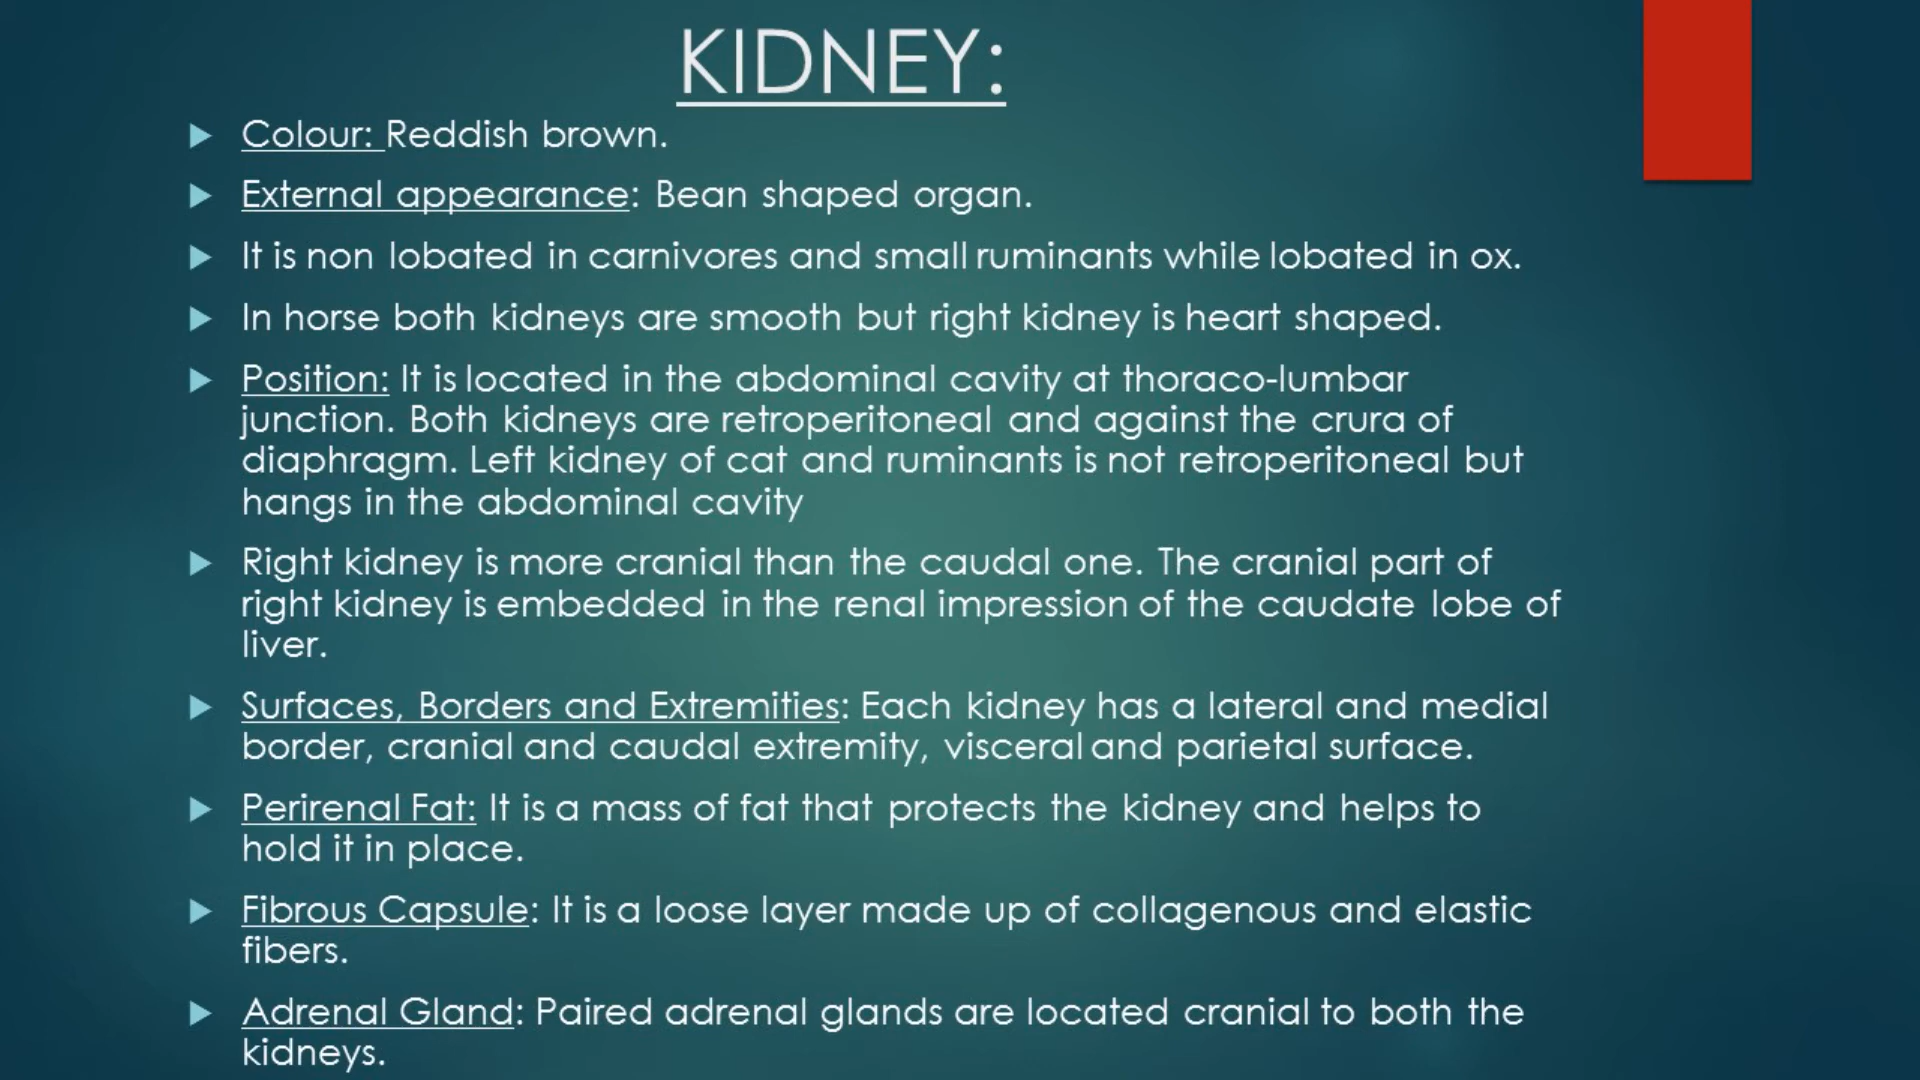 KIDNEY:
Colour: Reddish brown.
External appearance: Bean shaped organ.
It is non lobated in carnivores and small ruminants while lobated in ox.
In horse both kidneys are smooth but right kidney is heart shaped.
Position: It is located in the abdominal cavity at thoraco-lumbar
junction. Both kidneys are retroperitoneal and against the crura of
diaphragm. Left kidney of cat and ruminants is not retroperitoneal but
hangs in the abdominal cavity
Right kidney is more cranial than the caudal one. The cranial part of
right kidney is embedded in the renal impression of the caudate lobe of
liver.
Surfaces, Borders and Extremities: Each kidney has a lateral and medial
border, cranial and caudal extremity, visceral and parietal surface.
Perirenal Fat: It is a mass of fat that protects the kidney and helps to
hold it in place.
Fibrous Capsule: It is a loose layer made up of collagenous and elastic
fibers.
Adrenal Gland: Paired adrenal glands are located cranial to both the
kidneys.